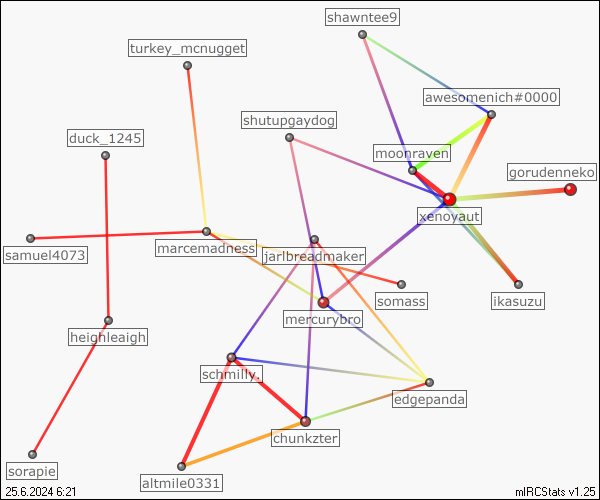 shawntee9
turkey_mcnugget
awesomenich#0000
shutupgaydog
duck_1245
moonraven
gorudenneko
xenovaut
marcemadness
samuel4073
jarlbreadmaker
somass
ikasuzu
mercurybro
heighleaigh
schmilly.
edgepanda
chunkzter
sorapie
altmile0331
25.6.2024 6:21
mIRCStats v1.25